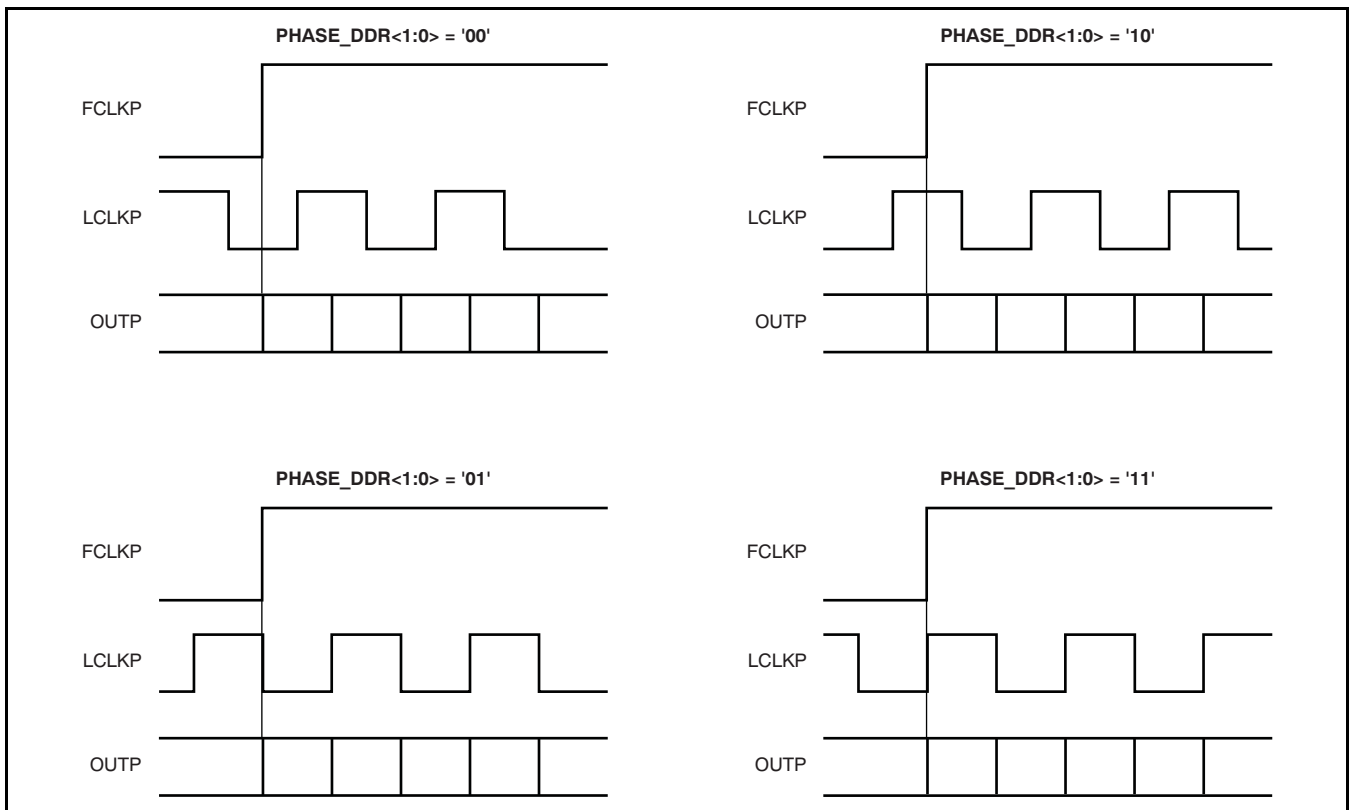 PHASE_DDR<1:0> = '00'
FCLKP
LCLKP
OUTP
PHASE_DDR<1:0> = '10'
FCLKP
LCLKP
OUTP
PHASE_DDR<1:0> = '01'
FCLKP
LCLKP
OUTP
PHASE_DDR<1:0> = '11'
FCLKP
LCLKP
OUTP